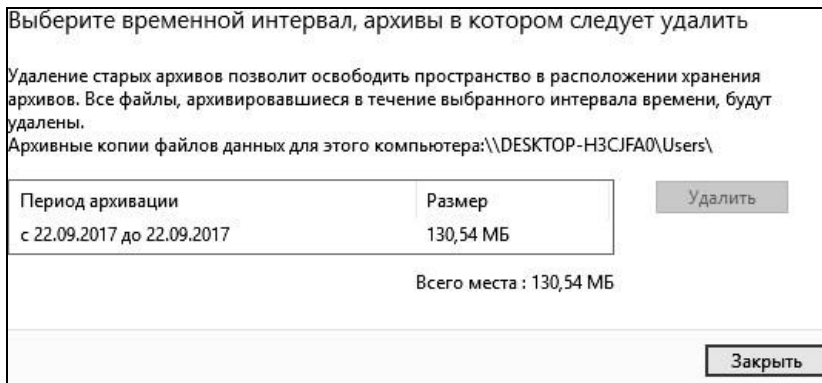 Выберите временной интервал, архивы в котором следует удалить
Удаление старых архивов позволит освободить пространство в расположении хранения
архивов. Все файлы, архивировавшиеся в течение выбранного интервала времени, будут
удалены.
Архивные копии файлов данных для этого компьютера:\\DESKTOP-H3CJFA0\Users\
Период архивации Размер Удалить
с 22.09.2017 до 22.09.2017 130,54 МБ
Всего места : 130,54 МБ
Закрыть